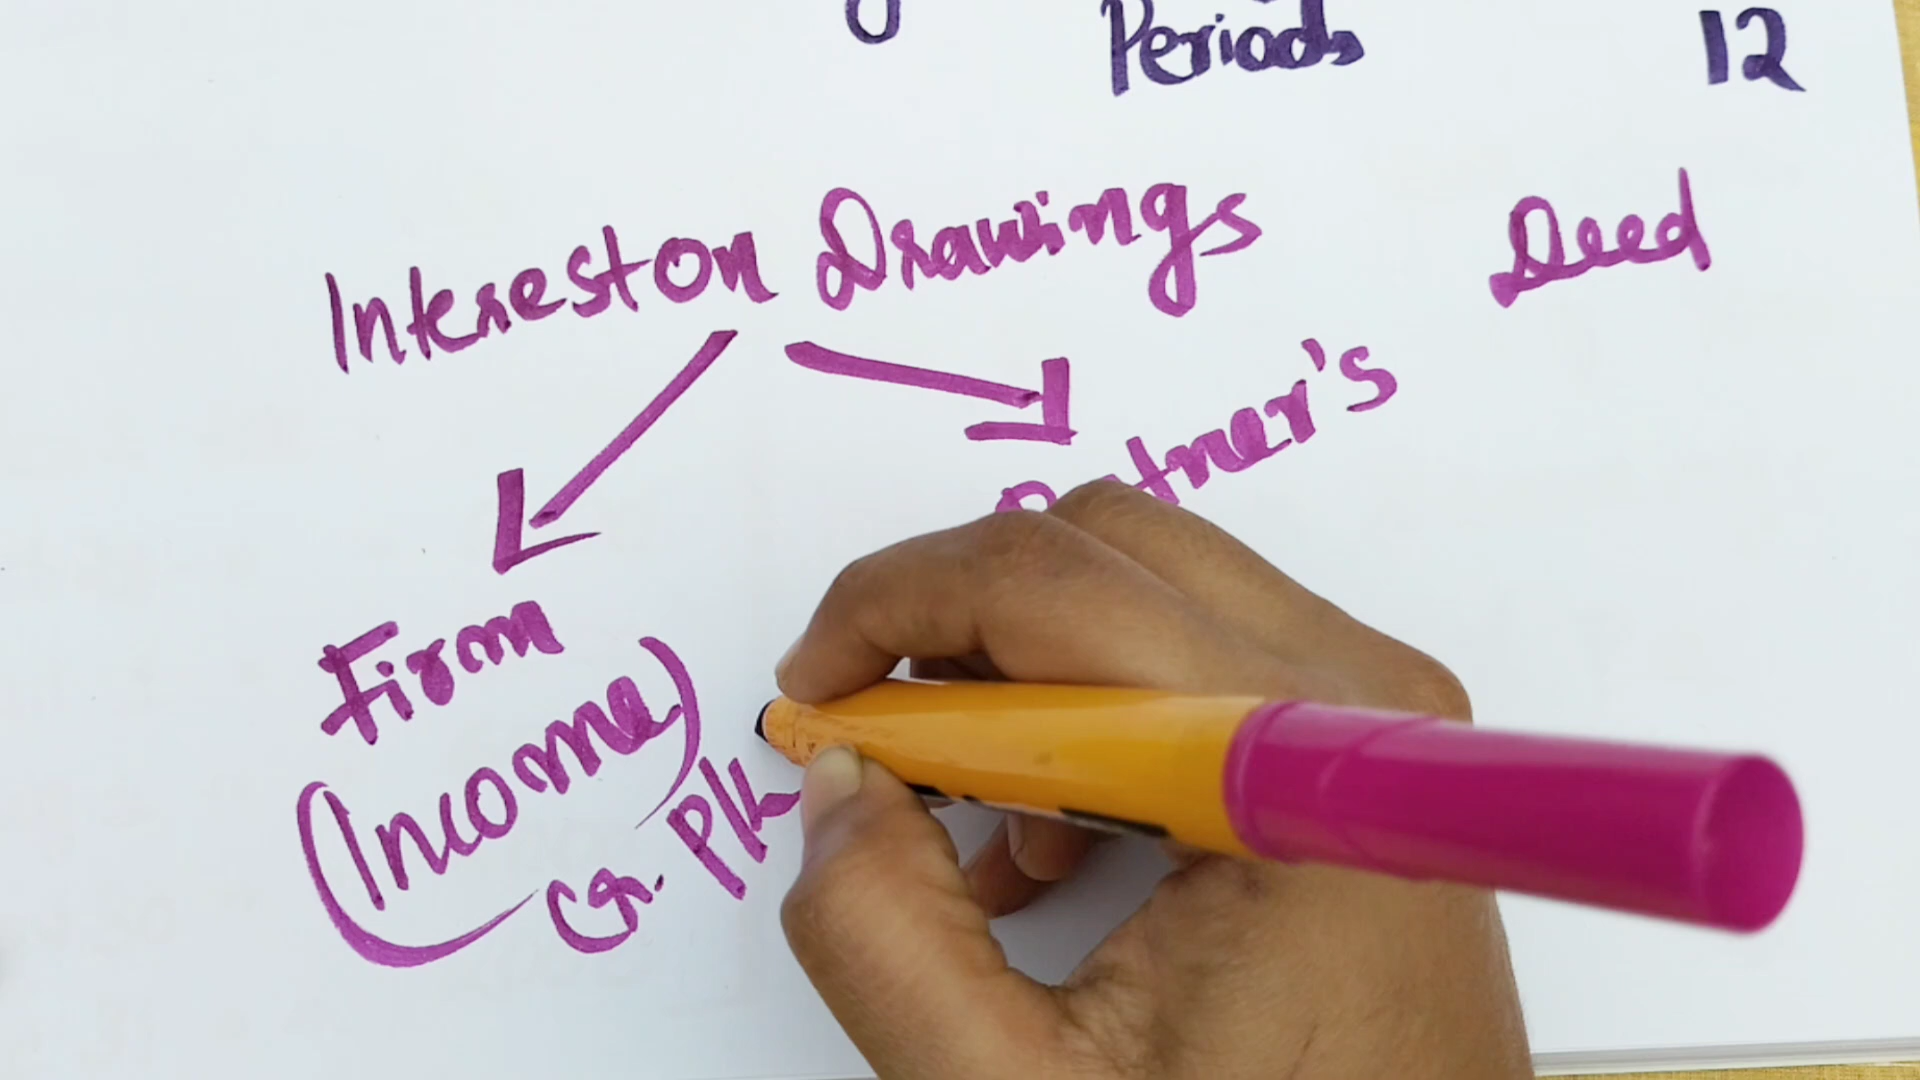 Periods 12
Interest on Drawings Deed
Partner's
Firm
(Income)
Cr. P/L